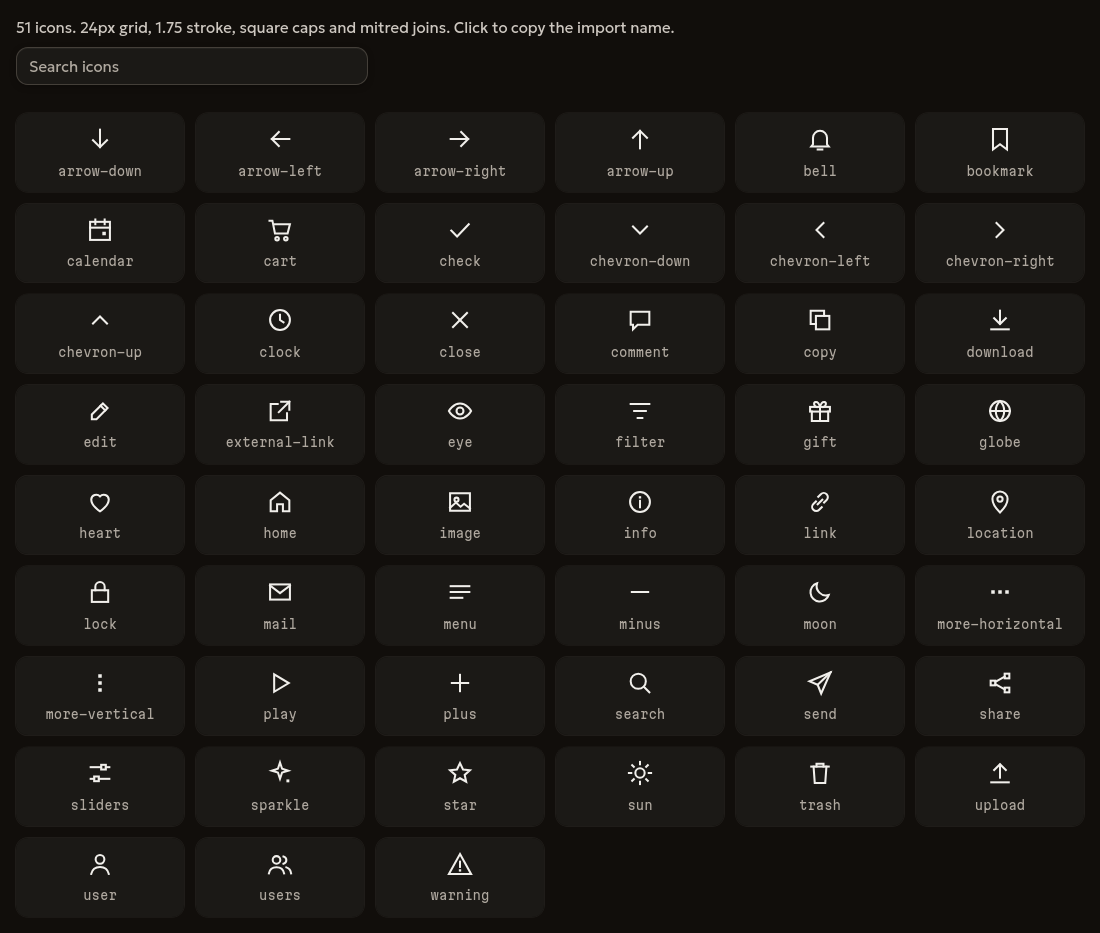 51 icons. 24px grid, 1.75 stroke, square caps and mitred joins. Click to copy the import name.
Search icons
arrow-down arrow-left arrow-right arrow-up bell bookmark
calendar cart check chevron-down chevron-left chevron-right
chevron-up clock close comment copy download
edit external-link eye filter gift globe
heart home image info link location
lock mail menu minus moon more-horizontal
more-vertical play plus search send share
sliders sparkle star sun trash upload
user users warning